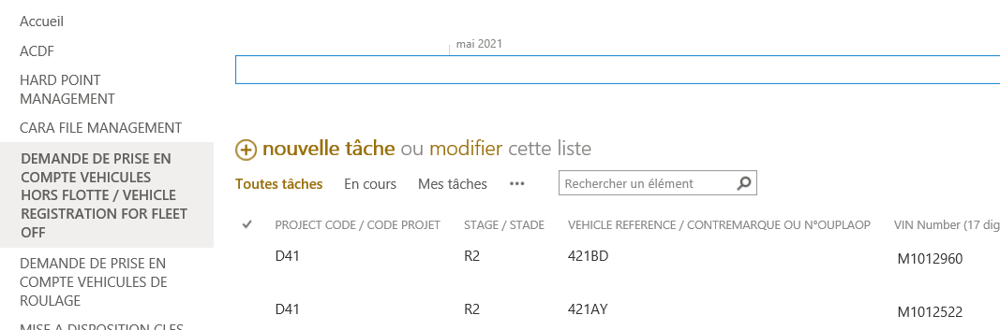 Accueil
ACDF
HARD POINT
MANAGEMENT
CARA FILE MANAGEMENT
DEMANDE DE PRISE EN
COMPTE VEHICULES
HORS FLOTTE / VEHICLE
REGISTRATION FOR FLEET
OFF
DEMANDE DE PRISE EN
COMPTE VEHICULES DE
ROULAGE
MISE A DISPOSITION CLES
mai 2021
nouvelle tâche ou modifier cette liste
Toutes tâches En cours Mes tâches ••• Rechercher un élément
PROJECT CODE / CODE PROJET STAGE / STADE VEHICLE REFERENCE / CONTREMARQUE OU N°OUPLAOP VIN Number (17 dig
D41 R2 421BD M1012960
D41 R2 421AY M1012522